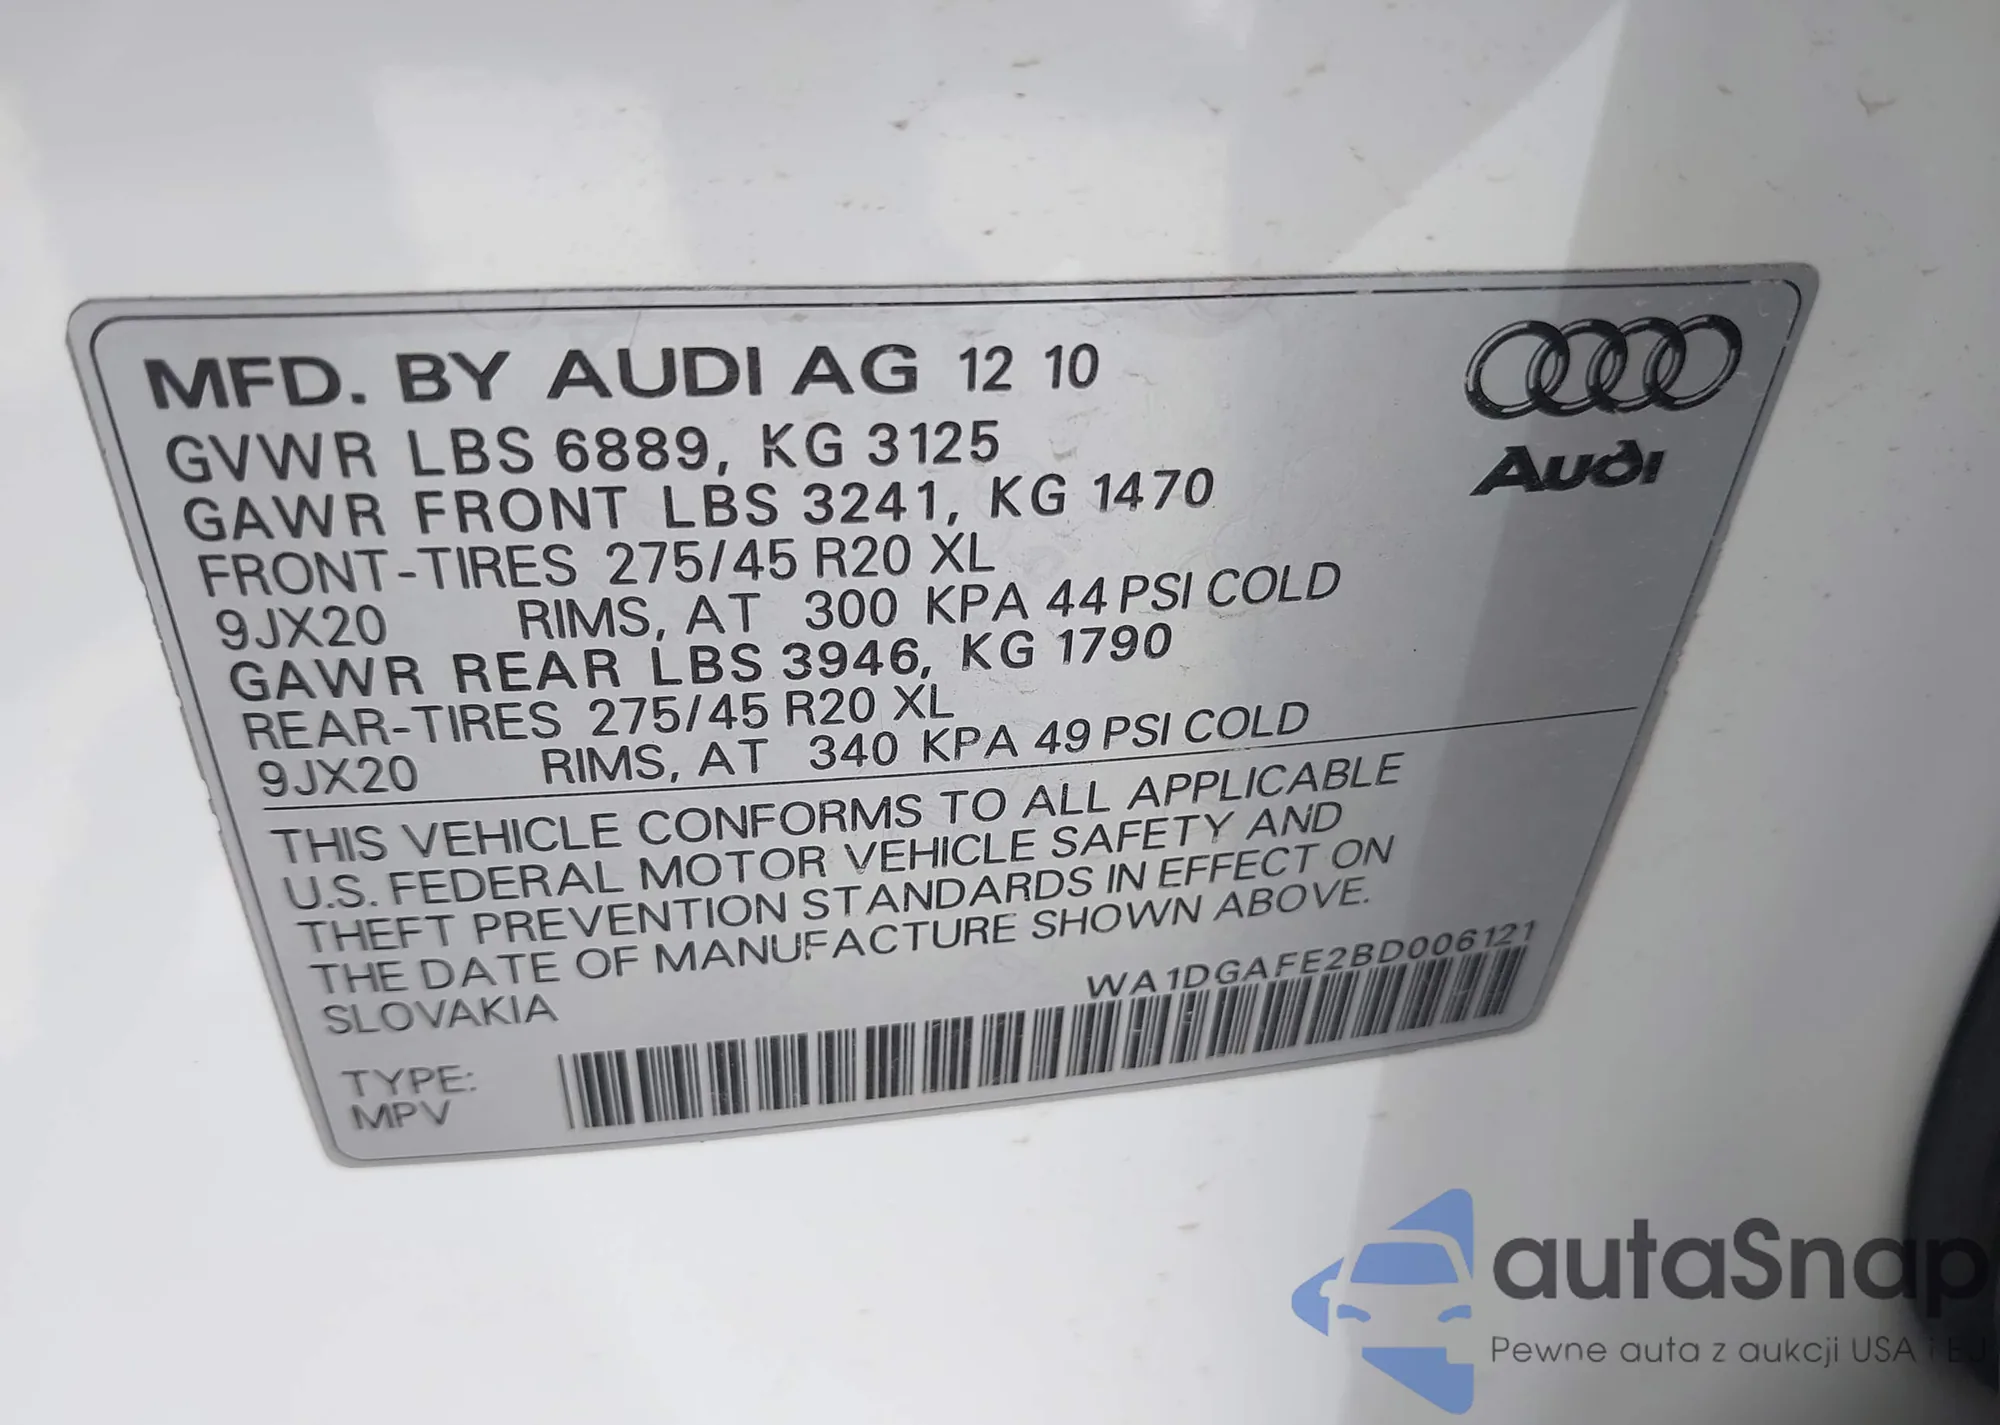 MFD. BY AUDI AG 12 10
GVWR LBS 6889, KG 3125
GAWR FRONT LBS 3241, KG 1470
FRONT-TIRES 275/45 R20 XL
9JX20 RIMS, AT 300 KPA 44 PSI COLD
GAWR REAR LBS 3946, KG 1790
REAR-TIRES 275/45 R20 XL
9JX20 RIMS, AT 340 KPA 49 PSI COLD
THIS VEHICLE CONFORMS TO ALL APPLICABLE
U.S. FEDERAL MOTOR VEHICLE SAFETY AND
THEFT PREVENTION STANDARDS IN EFFECT ON
THE DATE OF MANUFACTURE SHOWN ABOVE.
SLOVAKIA
WA1DGAFE2BD006121
TYPE:
MPV
Audi
autaSnap
Pewne auta z aukcji USA i EU